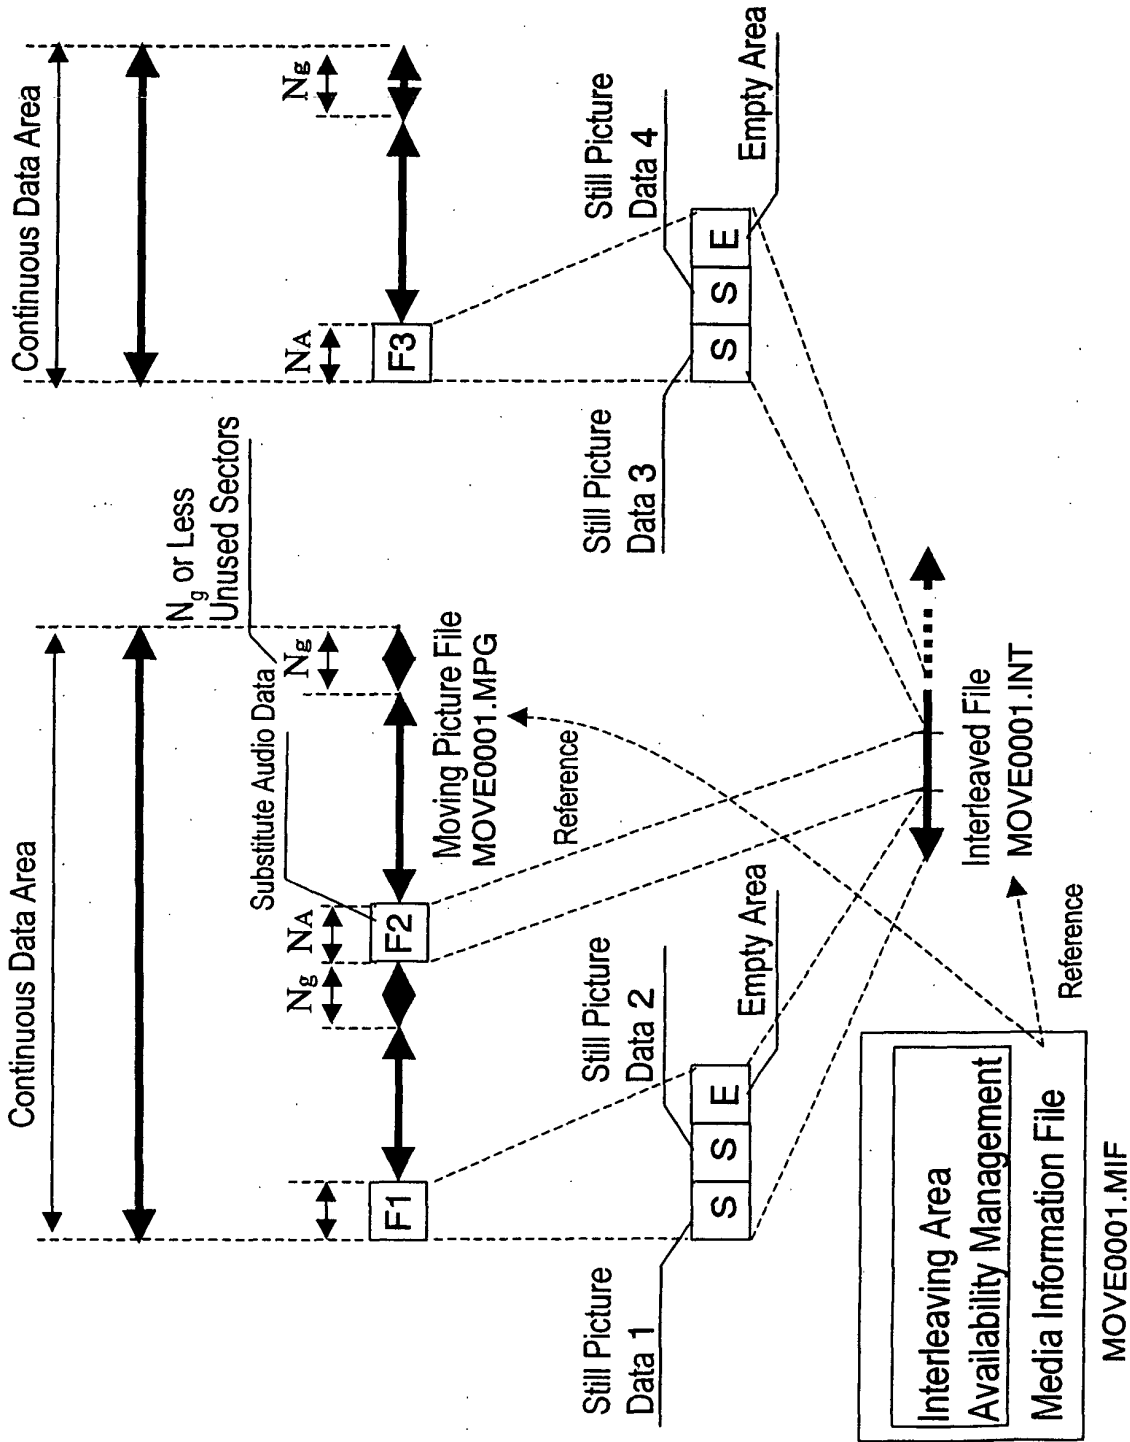 Continuous Data Area
Continuous Data Area
Ng or Less
Unused Sectors
Substitute Audio Data
Ng
NA
Ng
NA
Ng
F1
F2
F3
Moving Picture File
MOVE0001.MPG
Reference
Still Picture
Data 1
Still Picture
Data 2
Empty Area
Still Picture
Data 3
Still Picture
Data 4
Empty Area
S
S
E
S
S
E
Interleaved File
MOVE0001.INT
Reference
Interleaving Area
Availability Management
Media Information File
MOVE0001.MIF